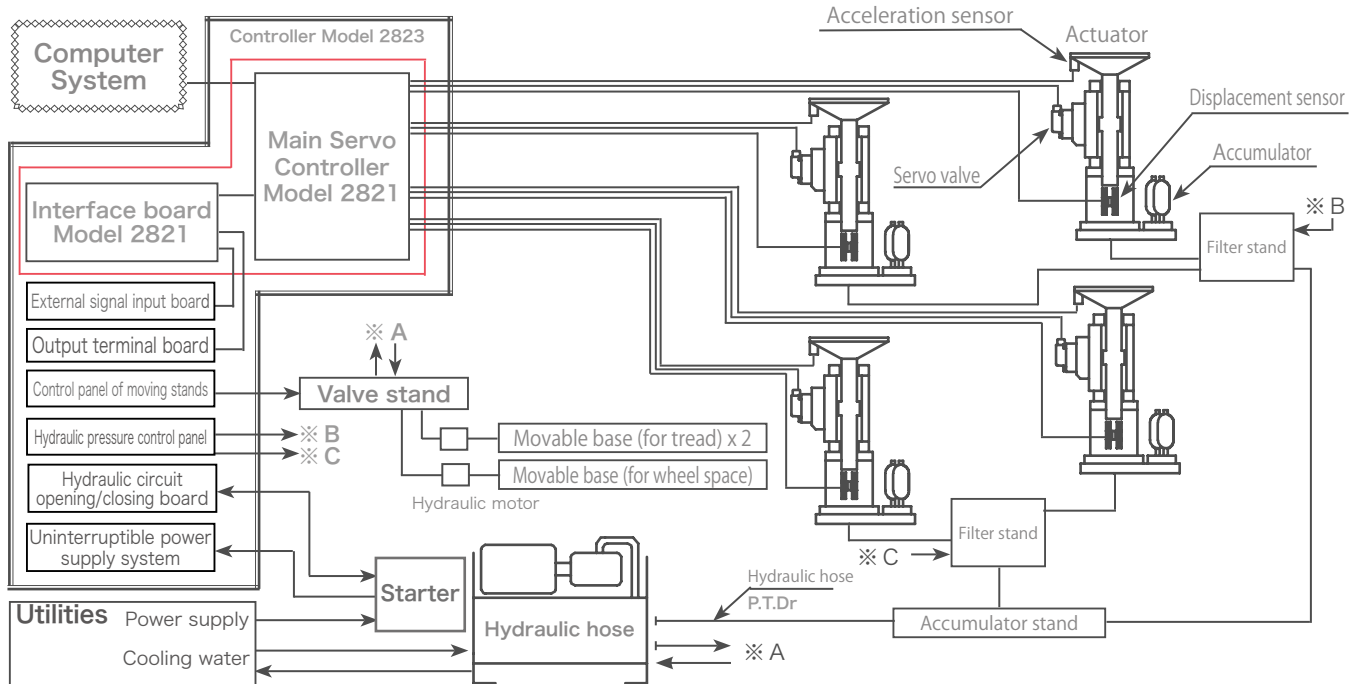 Computer
System
Controller Model 2823
Main Servo
Controller
Model 2821
Interface board
Model 2821
External signal input board
Output terminal board
Control panel of moving stands
Hydraulic pressure control panel
Hydraulic circuit
opening/closing board
Uninterruptible power
supply system
※ A
Valve stand
※ B
※ C
Movable base (for tread) x 2
Movable base (for wheel space)
Hydraulic motor
Starter
Utilities
Power supply
Cooling water
Hydraulic hose
Hydraulic hose
P.T.Dr
※ A
Accumulator stand
※ C
Filter stand
Acceleration sensor
Actuator
Displacement sensor
Servo valve
Accumulator
※ B
Filter stand